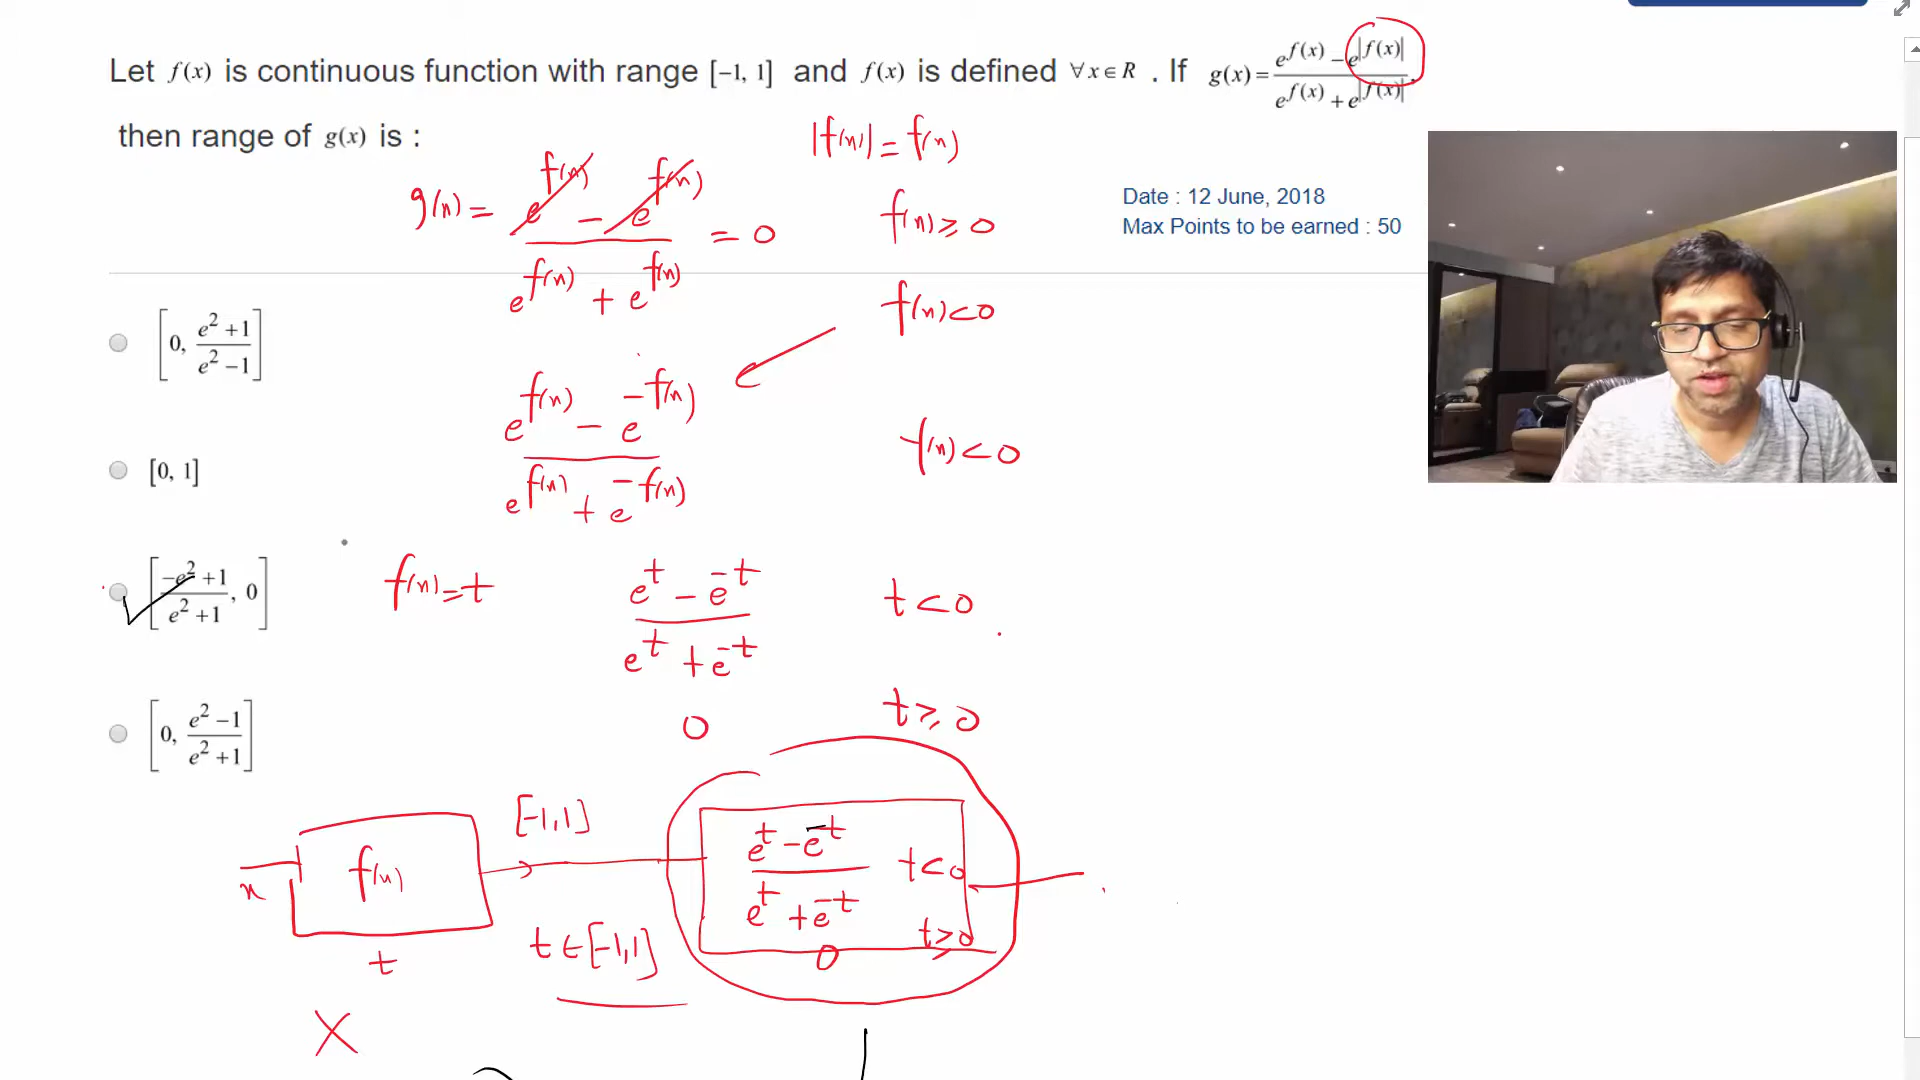 Let f(x) is continuous function with range [−1, 1] and f(x) is defined ∀x∈R . If g(x)= (e^f(x) − e^|f(x)|)/(e^f(x) + e^|f(x)|),
then range of g(x) is :
|f(x)| = f(x)
g(x) = (e^f(x) − e^f(x))/(e^f(x) + e^f(x)) = 0
f(x) ≥ 0
Date : 12 June, 2018
Max Points to be earned : 50
f(x) < 0
[0, (e² +1)/(e² −1)]
(e^f(x) − e^−f(x))/(e^f(x) + e^−f(x))
f(x) < 0
[0, 1]
[(−e² +1)/(e² +1), 0]
f(x) = t
(e^t − e^−t)/(e^t + e^−t)
t < 0
0
t ≥ 0
[0, (e² −1)/(e² +1)]
x
f(x)
t
[−1, 1]
t ∈ [−1, 1]
(e^t − e^−t)/(e^t + e^−t) t < 0
0 t ≥ 0
X